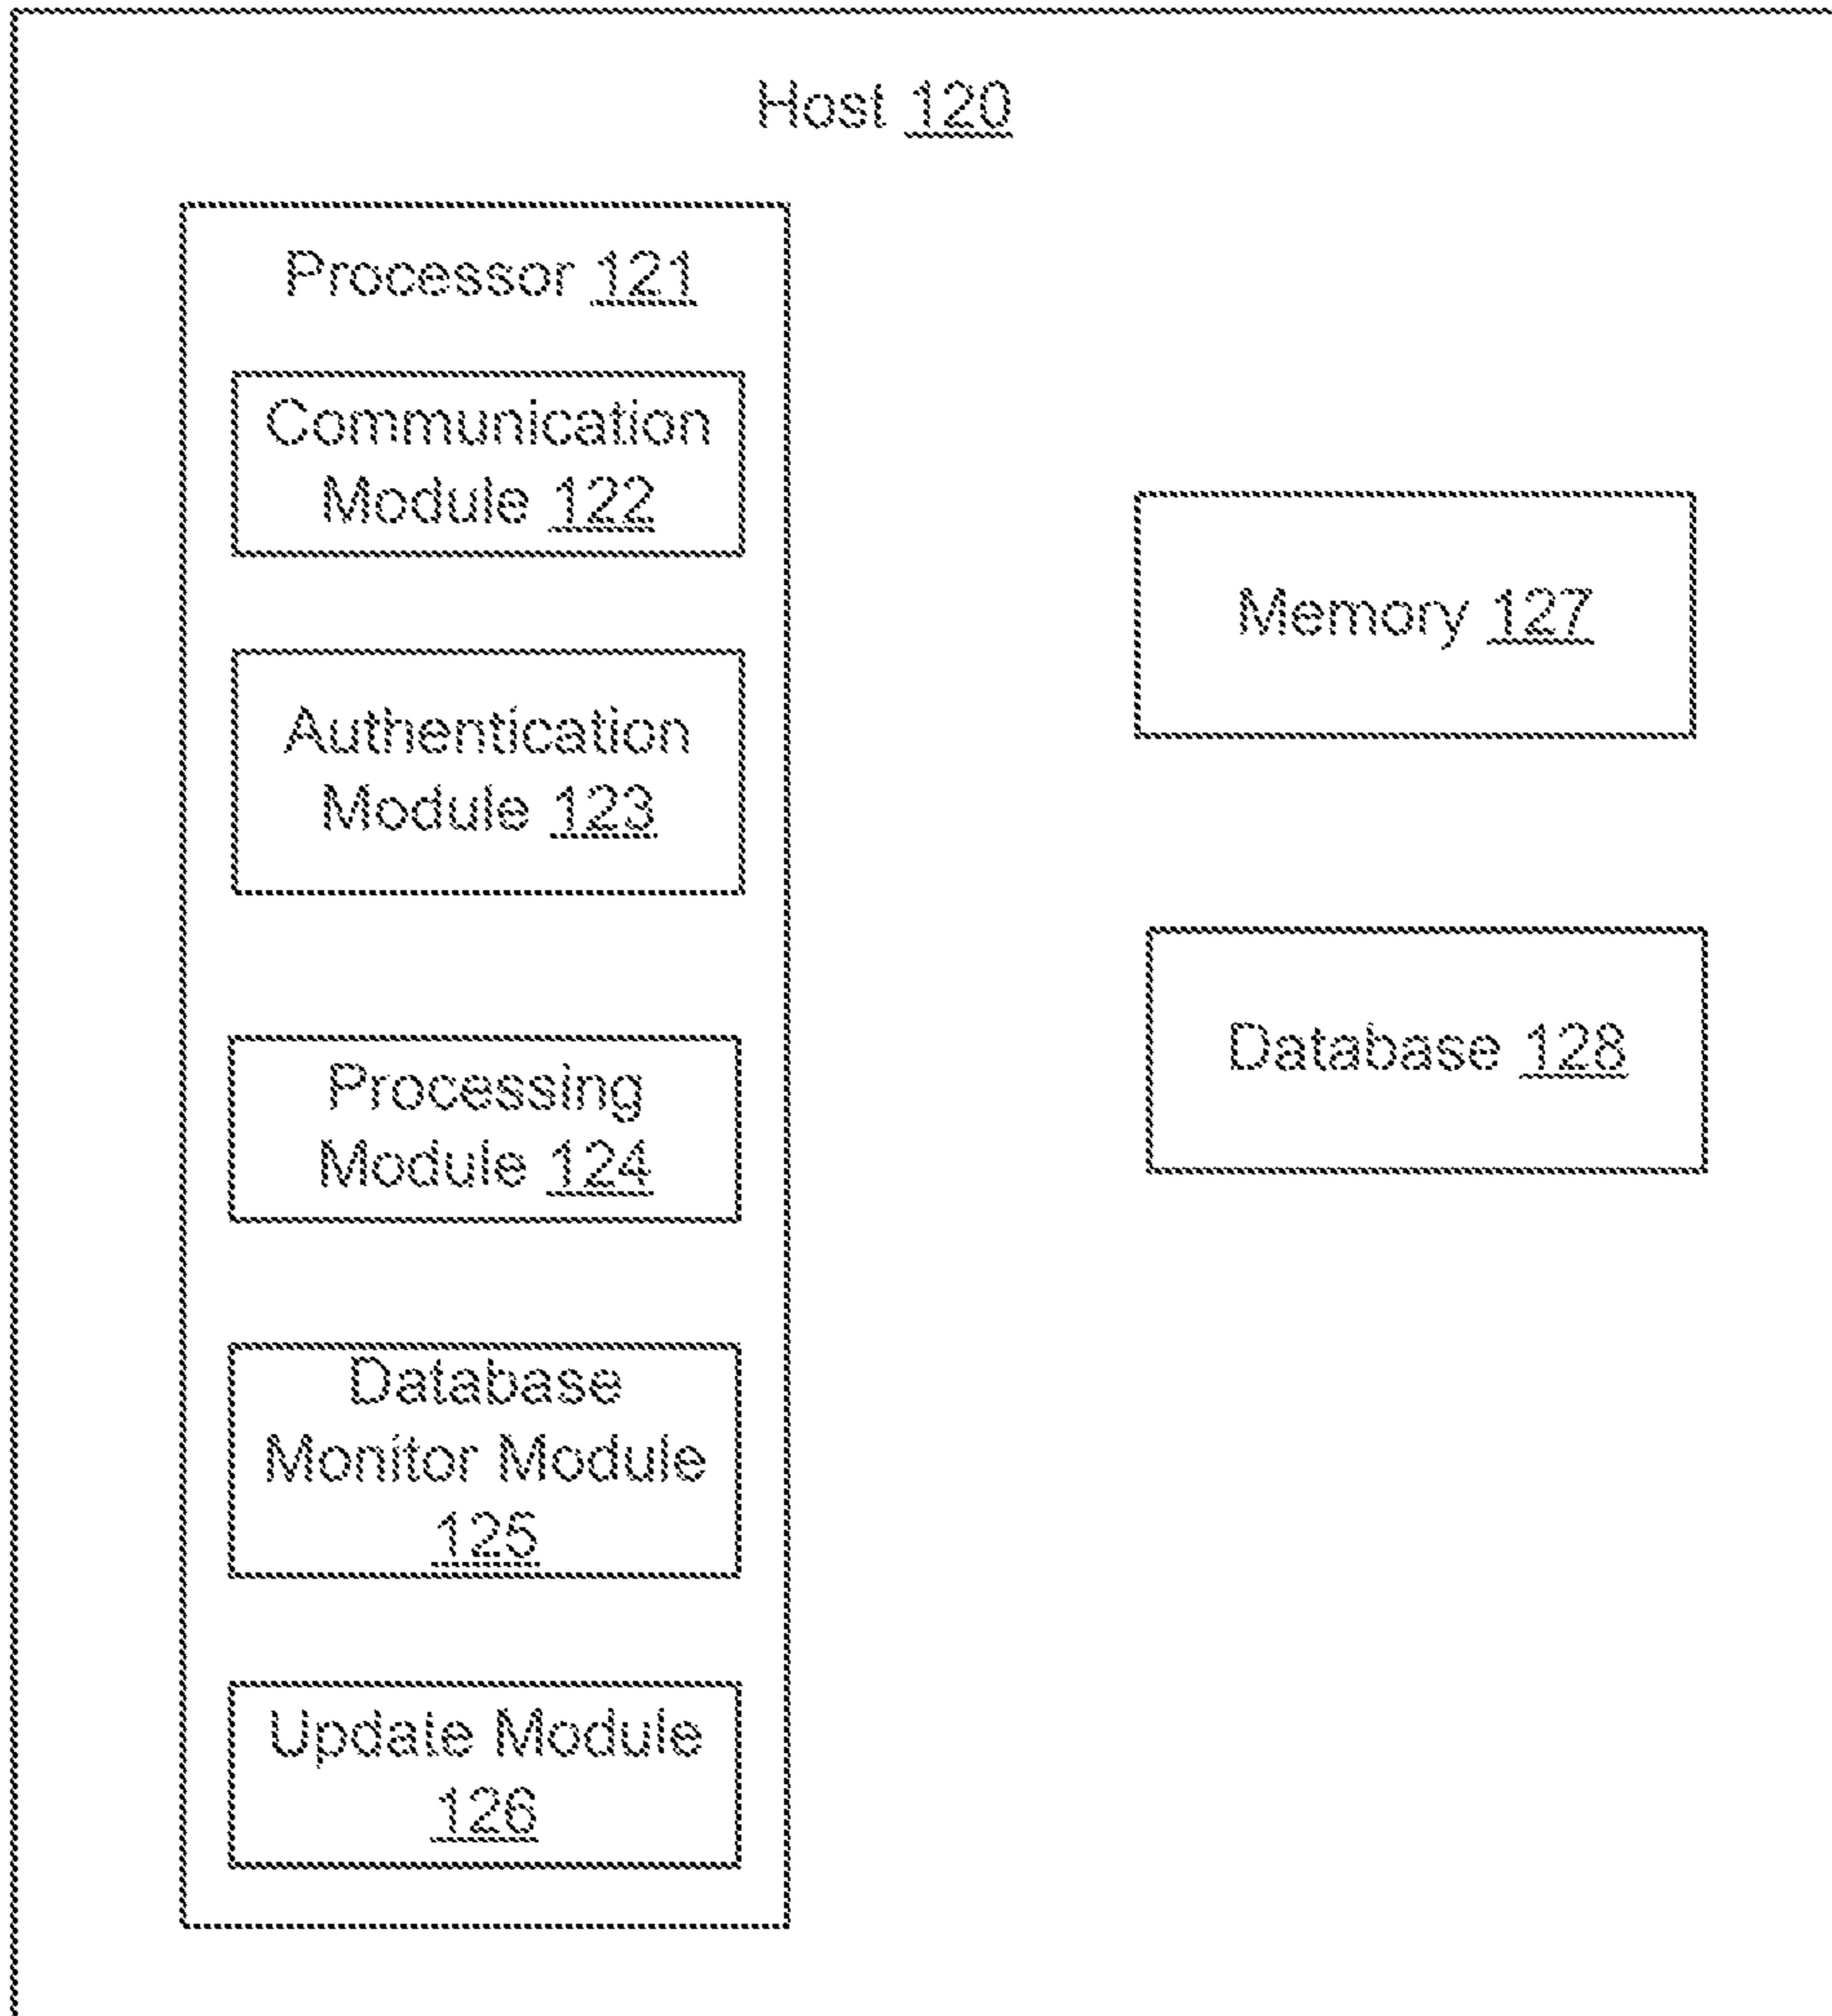 Host 120
Processor 121
Communication
Module 122
Authentication
Module 123
Processing
Module 124
Database
Monitor Module
125
Update Module
126
Memory 127
Database 128